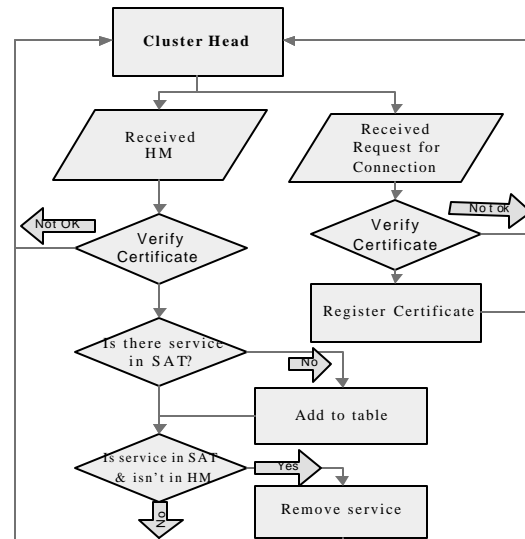 Cluster Head
Received
HM
Received
Request for
Connection
Not OK
Verify
Certificate
Not ok
Verify
Certificate
Register Certificate
Is there service
in SAT?
No
Add to table
Is service in SAT
& isn't in HM
Yes
Remove service
No